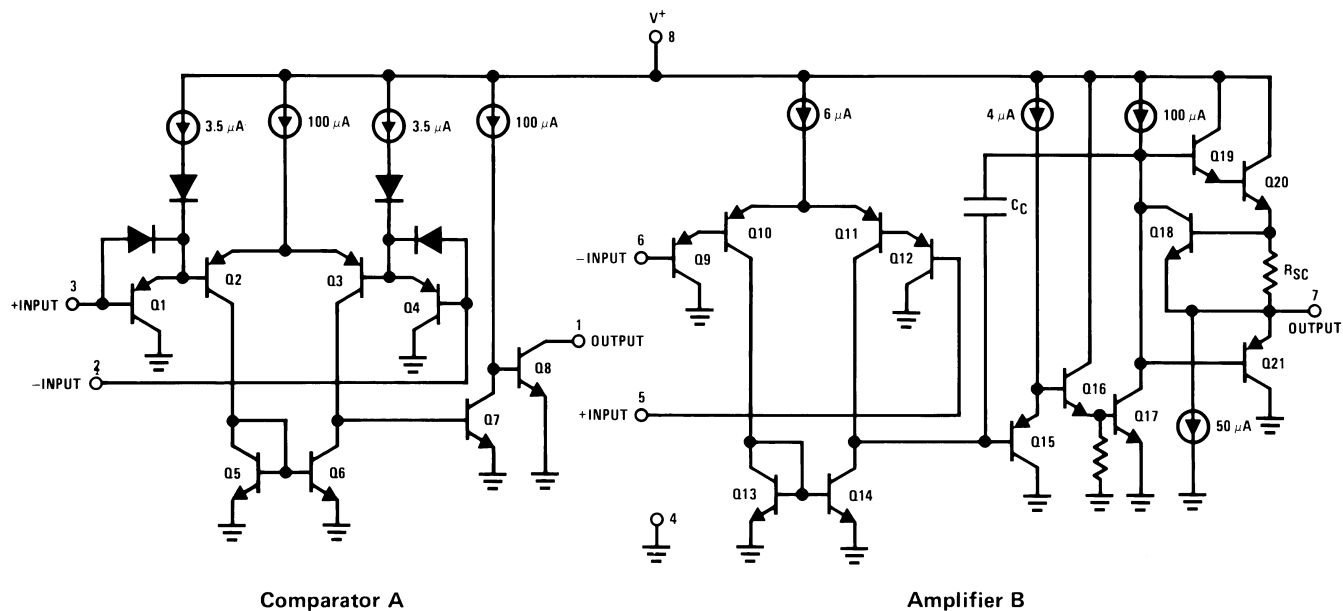 V+
8
3.5 μA
100 μA
3.5 μA
100 μA
6 μA
4 μA
100 μA
Q19
Q20
CC
Q18
RSC
7
OUTPUT
6
−INPUT
Q9
Q10
Q11
Q12
3
+INPUT
Q1
Q2
Q3
Q4
1
OUTPUT
2
−INPUT
Q8
Q7
5
+INPUT
Q16
Q17
Q15
Q21
50 μA
Q5
Q6
Q13
Q14
4
Comparator A
Amplifier B